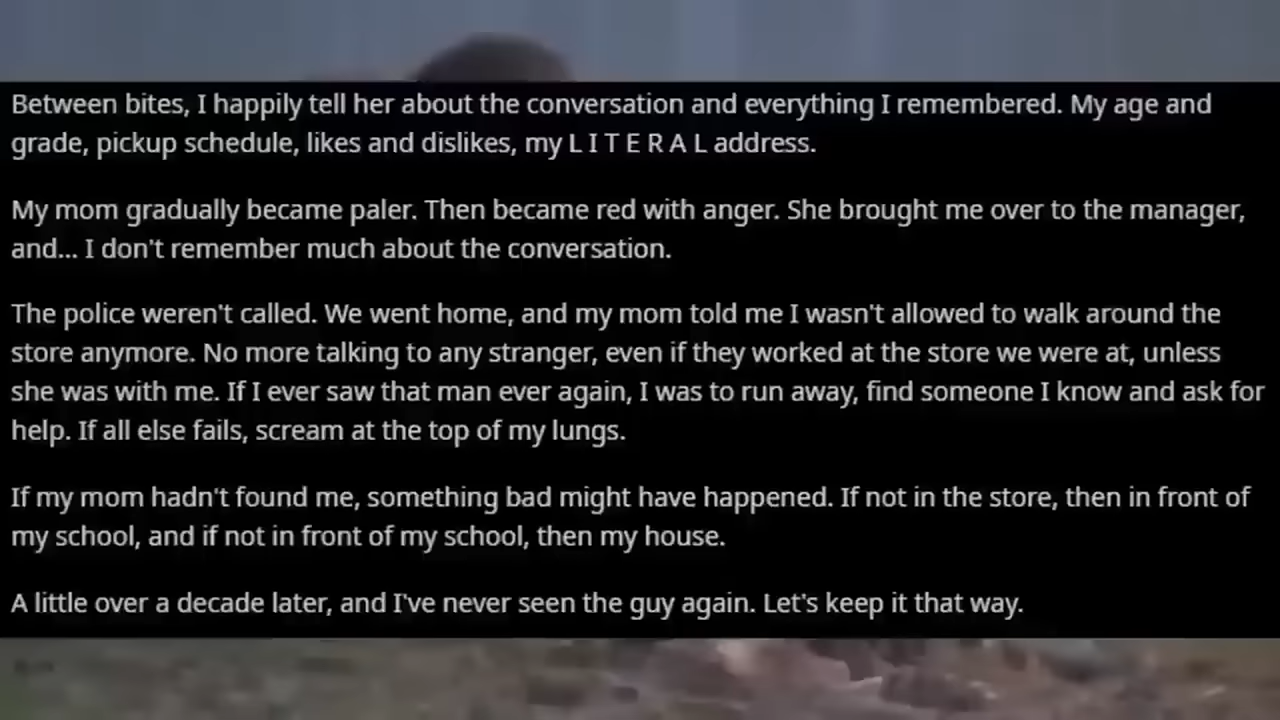 Between bites, I happily tell her about the conversation and everything I remembered. My age and
grade, pickup schedule, likes and dislikes, my L I T E R A L address.
My mom gradually became paler. Then became red with anger. She brought me over to the manager,
and... I don't remember much about the conversation.
The police weren't called. We went home, and my mom told me I wasn't allowed to walk around the
store anymore. No more talking to any stranger, even if they worked at the store we were at, unless
she was with me. If I ever saw that man ever again, I was to run away, find someone I know and ask for
help. If all else fails, scream at the top of my lungs.
If my mom hadn't found me, something bad might have happened. If not in the store, then in front of
my school, and if not in front of my school, then my house.
A little over a decade later, and I've never seen the guy again. Let's keep it that way.